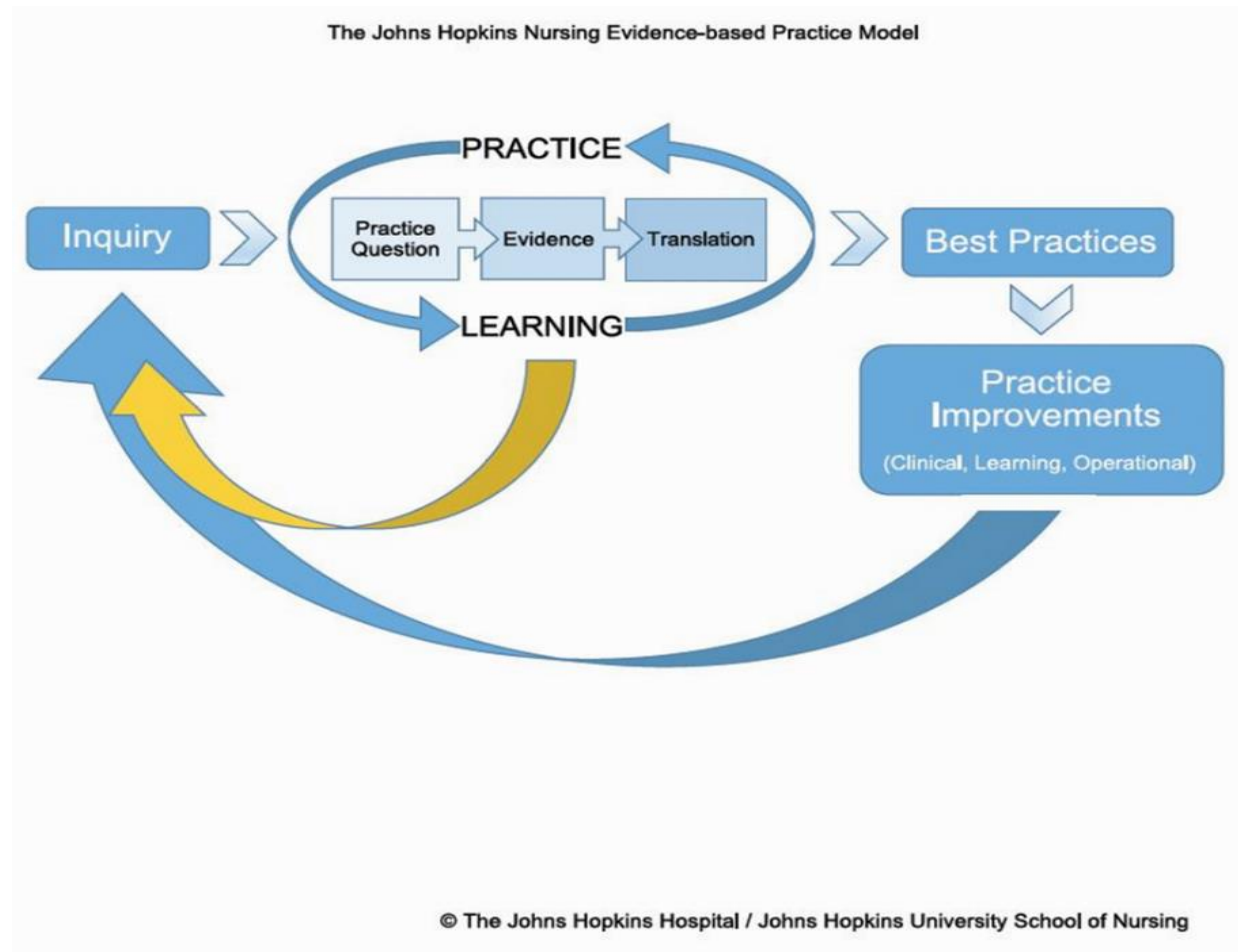 The Johns Hopkins Nursing Evidence-based Practice Model
PRACTICE
Inquiry
Practice
Question
Evidence
Translation
Best Practices
LEARNING
Practice
Improvements
(Clinical, Learning, Operational)
© The Johns Hopkins Hospital / Johns Hopkins University School of Nursing